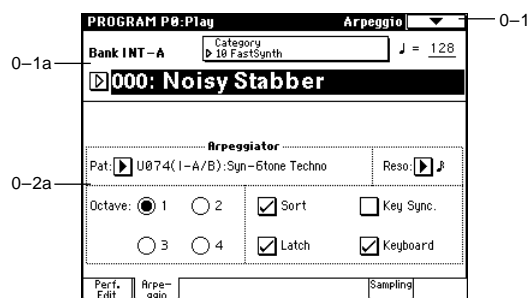 PROGRAM P0:Play Arpeggio 0–1
Bank INT-A Category ♩ = 128
10 FastSynth
0–1a
000: Noisy Stabber
Arpeggiator
Pat: U074(I-A/B):Syn-6tone Techno Reso: ♪
0–2a
Octave: 1 2 Sort Key Sync.
3 4 Latch Keyboard
Perf. Edit Arpe-ggio Sampling